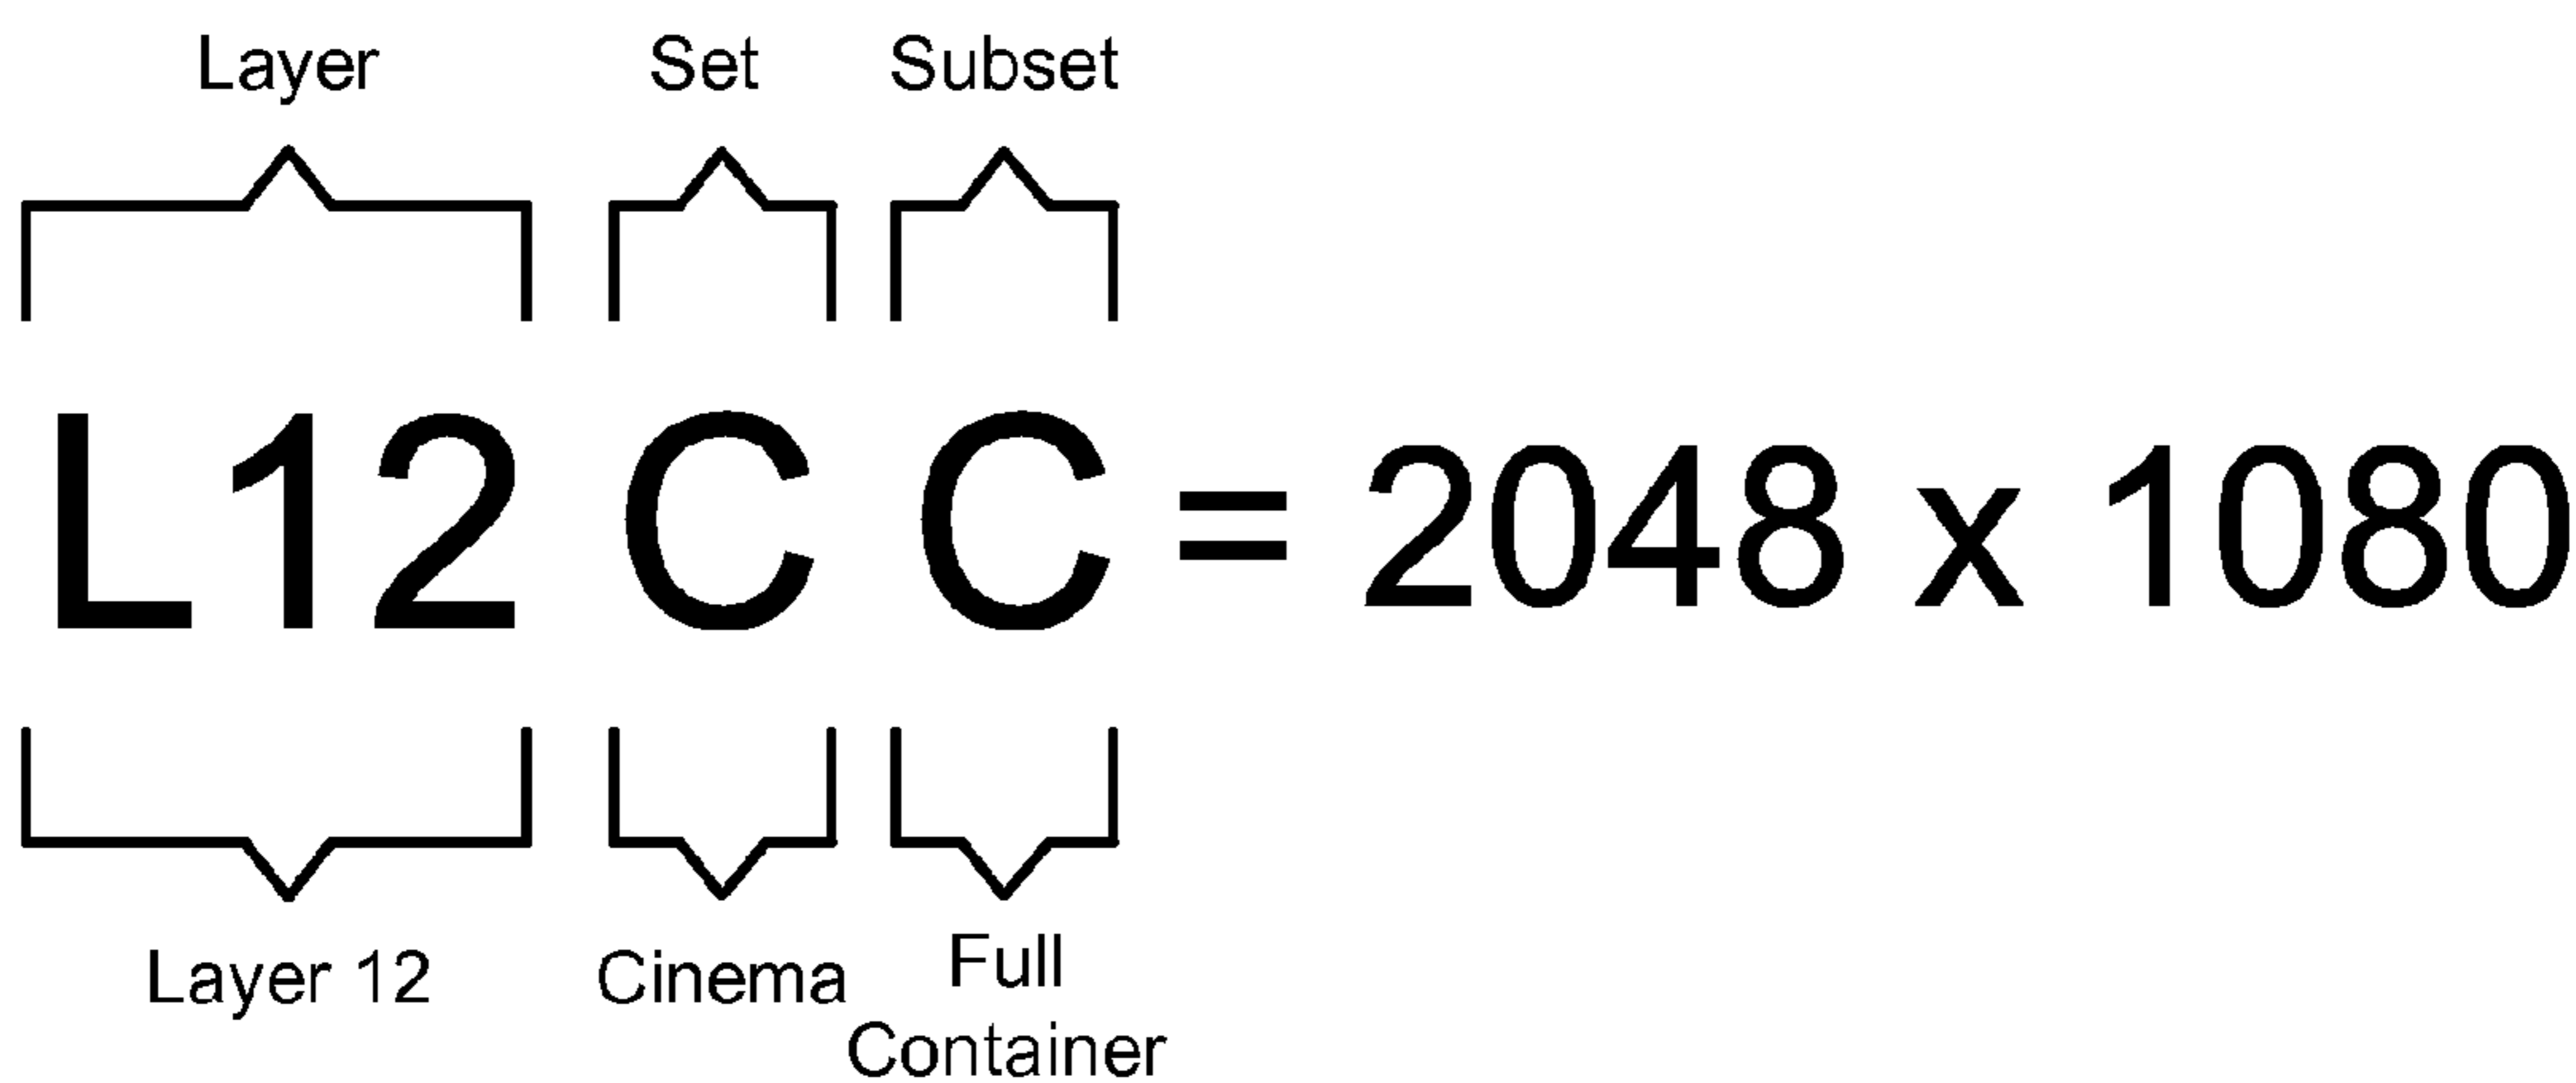 Layer Set Subset
L12 C C = 2048 x 1080
Layer 12 Cinema Full
Container